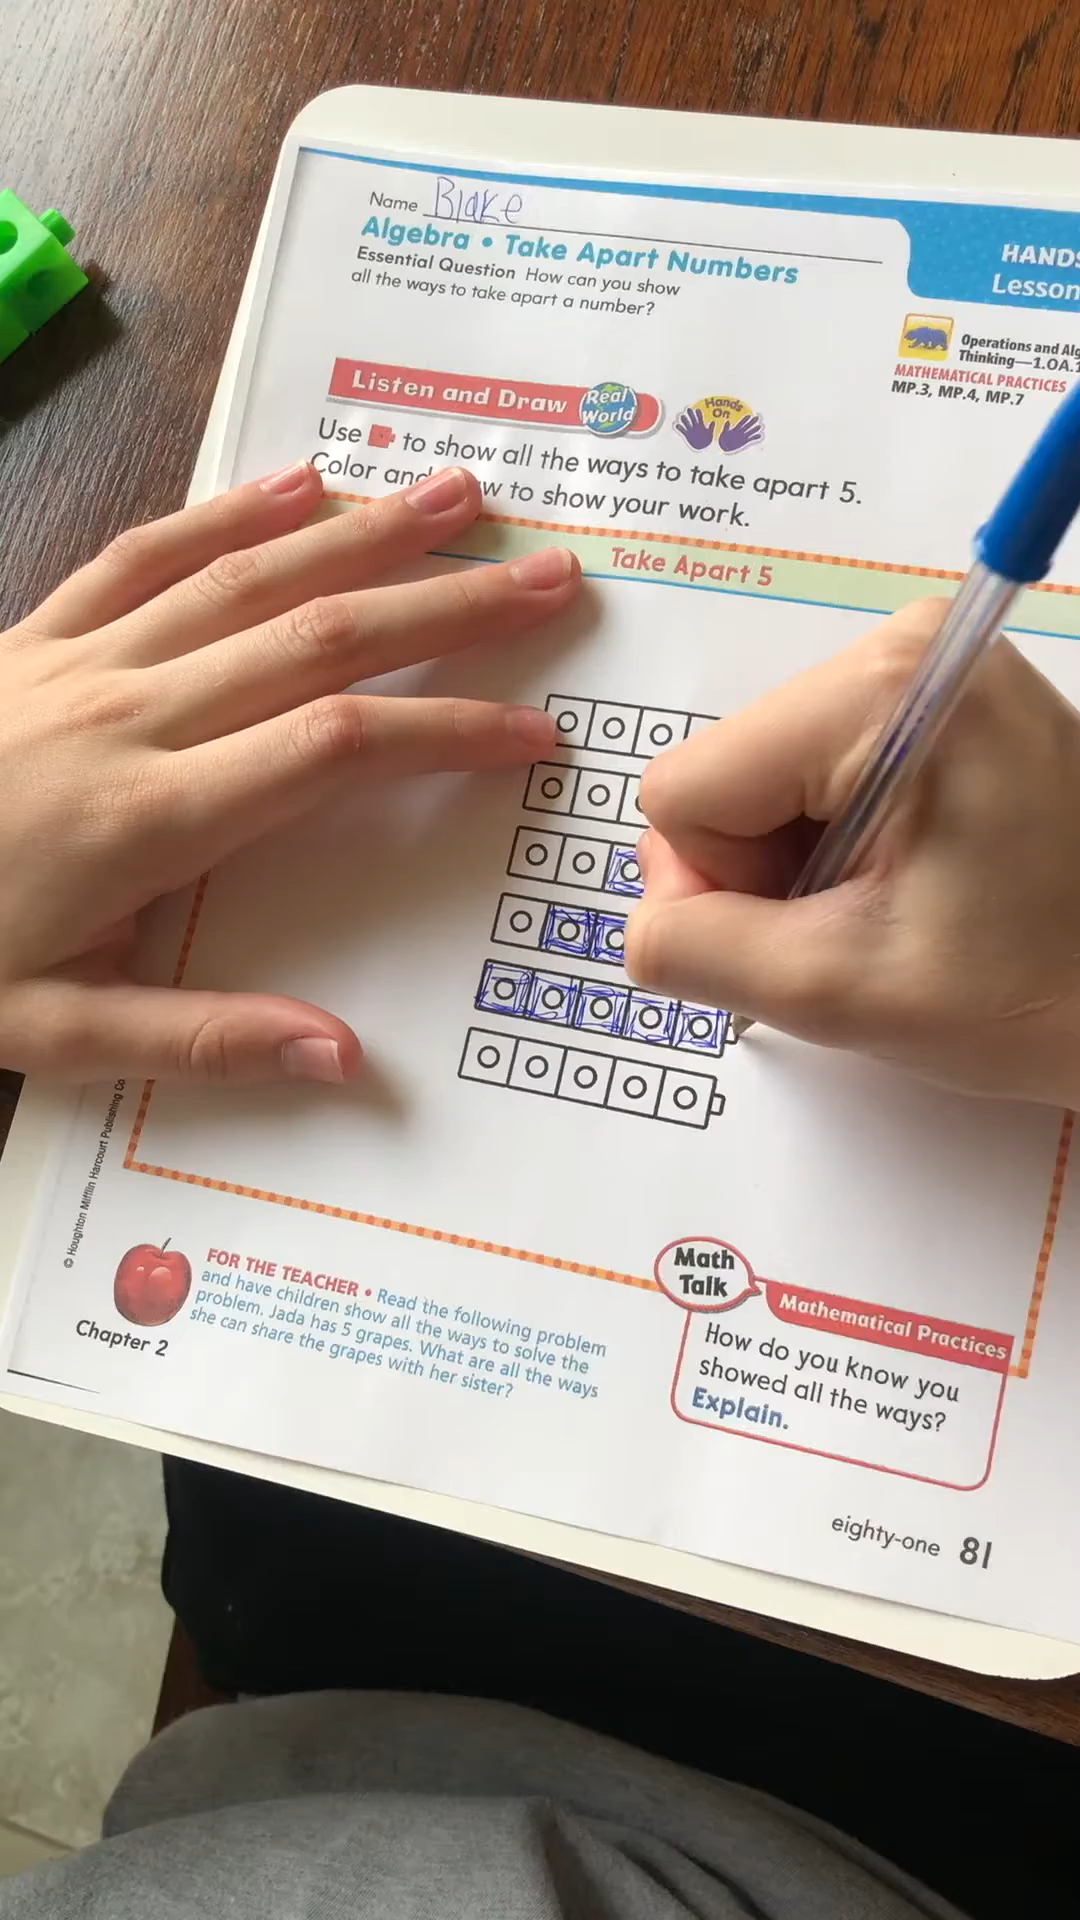 Name Blake
Algebra • Take Apart Numbers
Essential Question How can you show
all the ways to take apart a number?
HANDS
Lesson
Operations and Alg
Thinking—1.OA.1
MATHEMATICAL PRACTICES
MP.3, MP.4, MP.7
Listen and Draw
Real World
Hands On
Use to show all the ways to take apart 5.
Color and w to show your work.
Take Apart 5
© Houghton Mifflin Harcourt Publishing Co
FOR THE TEACHER • Read the following problem
and have children show all the ways to solve the
problem. Jada has 5 grapes. What are all the ways
she can share the grapes with her sister?
Chapter 2
Math
Talk
Mathematical Practices
How do you know you
showed all the ways?
Explain.
eighty-one 81